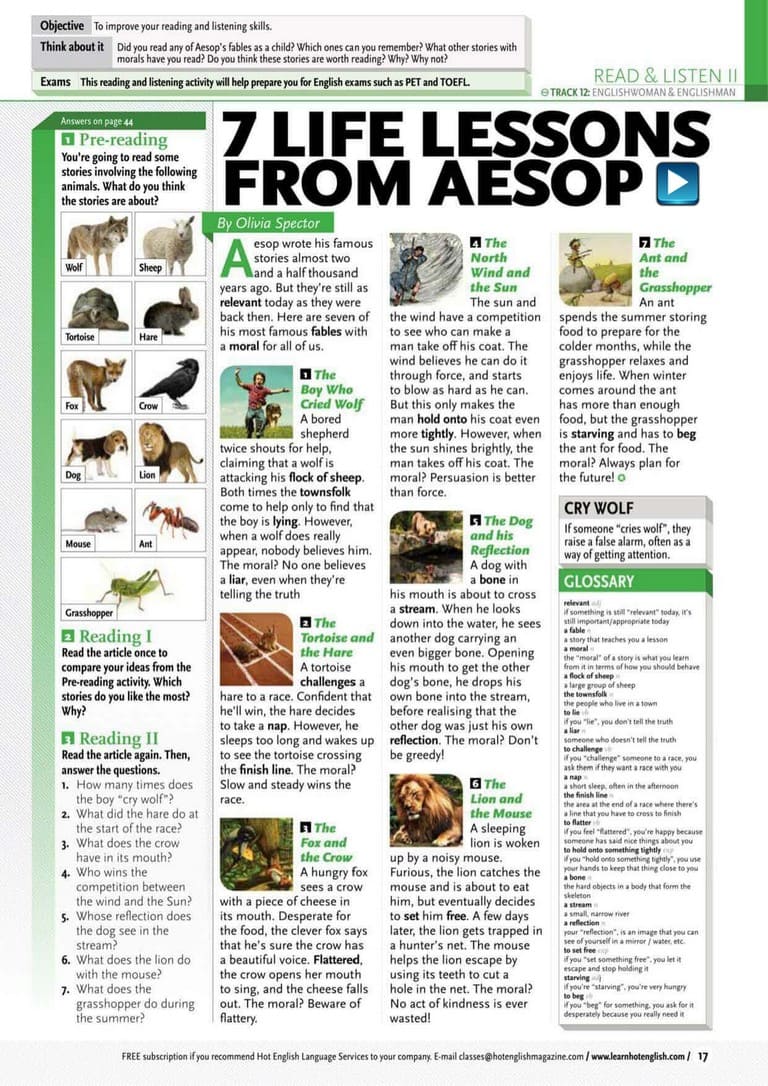 Objective To improve your reading and listening skills.
Think about it Did you read any of Aesop's fables as a child? Which ones can you remember? What other stories with
morals have you read? Do you think these stories are worth reading? Why? Why not?
Exams This reading and listening activity will help prepare you for English exams such as PET and TOEFL.
READ & LISTEN II
TRACK 12: ENGLISHWOMAN & ENGLISHMAN
Answers on page 44
1 Pre-reading
You're going to read some
stories involving the following
animals. What do you think
the stories are about?
Wolf
Sheep
Tortoise
Hare
Fox
Crow
Dog
Lion
Mouse
Ant
Grasshopper
2 Reading I
Read the article once to
compare your ideas from the
Pre-reading activity. Which
stories do you like the most?
Why?
3 Reading II
Read the article again. Then,
answer the questions.
1. How many times does
the boy "cry wolf"?
2. What did the hare do at
the start of the race?
3. What does the crow
have in its mouth?
4. Who wins the
competition between
the wind and the Sun?
5. Whose reflection does
the dog see in the
stream?
6. What does the lion do
with the mouse?
7. What does the
grasshopper do during
the summer?
7 LIFE LESSONS
FROM AESOP
By Olivia Spector
Aesop wrote his famous
stories almost two
and a half thousand
years ago. But they're still as
relevant today as they were
back then. Here are seven of
his most famous fables with
a moral for all of us.
1 The
Boy Who
Cried Wolf
A bored
shepherd
twice shouts for help,
claiming that a wolf is
attacking his flock of sheep.
Both times the townsfolk
come to help only to find that
the boy is lying. However,
when a wolf does really
appear, nobody believes him.
The moral? No one believes
a liar, even when they're
telling the truth
2 The
Tortoise and
the Hare
A tortoise
challenges a
hare to a race. Confident that
he'll win, the hare decides
to take a nap. However, he
sleeps too long and wakes up
to see the tortoise crossing
the finish line. The moral?
Slow and steady wins the
race.
3 The
Fox and
the Crow
A hungry fox
sees a crow
with a piece of cheese in
its mouth. Desperate for
the food, the clever fox says
that he's sure the crow has
a beautiful voice. Flattered,
the crow opens her mouth
to sing, and the cheese falls
out. The moral? Beware of
flattery.
4 The
North
Wind and
the Sun
The sun and
the wind have a competition
to see who can make a
man take off his coat. The
wind believes he can do it
through force, and starts
to blow as hard as he can.
But this only makes the
man hold onto his coat even
more tightly. However, when
the sun shines brightly, the
man takes off his coat. The
moral? Persuasion is better
than force.
5 The Dog
and his
Reflection
A dog with
a bone in
his mouth is about to cross
a stream. When he looks
down into the water, he sees
another dog carrying an
even bigger bone. Opening
his mouth to get the other
dog's bone, he drops his
own bone into the stream,
before realising that the
other dog was just his own
reflection. The moral? Don't
be greedy!
6 The
Lion and
the Mouse
A sleeping
lion is woken
up by a noisy mouse.
Furious, the lion catches the
mouse and is about to eat
him, but eventually decides
to set him free. A few days
later, the lion gets trapped in
a hunter's net. The mouse
helps the lion escape by
using its teeth to cut a
hole in the net. The moral?
No act of kindness is ever
wasted!
7 The
Ant and
the
Grasshopper
An ant
spends the summer storing
food to prepare for the
colder months, while the
grasshopper relaxes and
enjoys life. When winter
comes around the ant
has more than enough
food, but the grasshopper
is starving and has to beg
the ant for food. The
moral? Always plan for
the future!
CRY WOLF
If someone "cries wolf", they
raise a false alarm, often as a
way of getting attention.
GLOSSARY
relevant adj
if something is still "relevant" today, it's
still important/appropriate today
a fable n
a story that teaches you a lesson
a moral n
the "moral" of a story is what you learn
from it in terms of how you should behave
a flock of sheep n
a large group of sheep
the townsfolk n
the people who live in a town
to lie vb
if you "lie", you don't tell the truth
a liar n
someone who doesn't tell the truth
to challenge vb
if you "challenge" someone to a race, you
ask them if they want a race with you
a nap n
a short sleep, often in the afternoon
the finish line n
the area at the end of a race where there's
a line that you have to cross to finish
to flatter vb
if you feel "flattered", you're happy because
someone has said nice things about you
to hold onto something tightly exp
if you "hold onto something tightly", you use
your hands to keep that thing close to you
a bone n
the hard objects in a body that form the
skeleton
a stream n
a small, narrow river
a reflection n
your "reflection", is an image that you can
see of yourself in a mirror / water, etc.
to set free exp
if you "set something free", you let it
escape and stop holding it
starving adj
if you're "starving", you're very hungry
to beg vb
if you "beg" for something, you ask for it
desperately because you really need it
FREE subscription if you recommend Hot English Language Services to your company. E-mail classes@hotenglishmagazine.com / www.learnhotenglish.com / 17